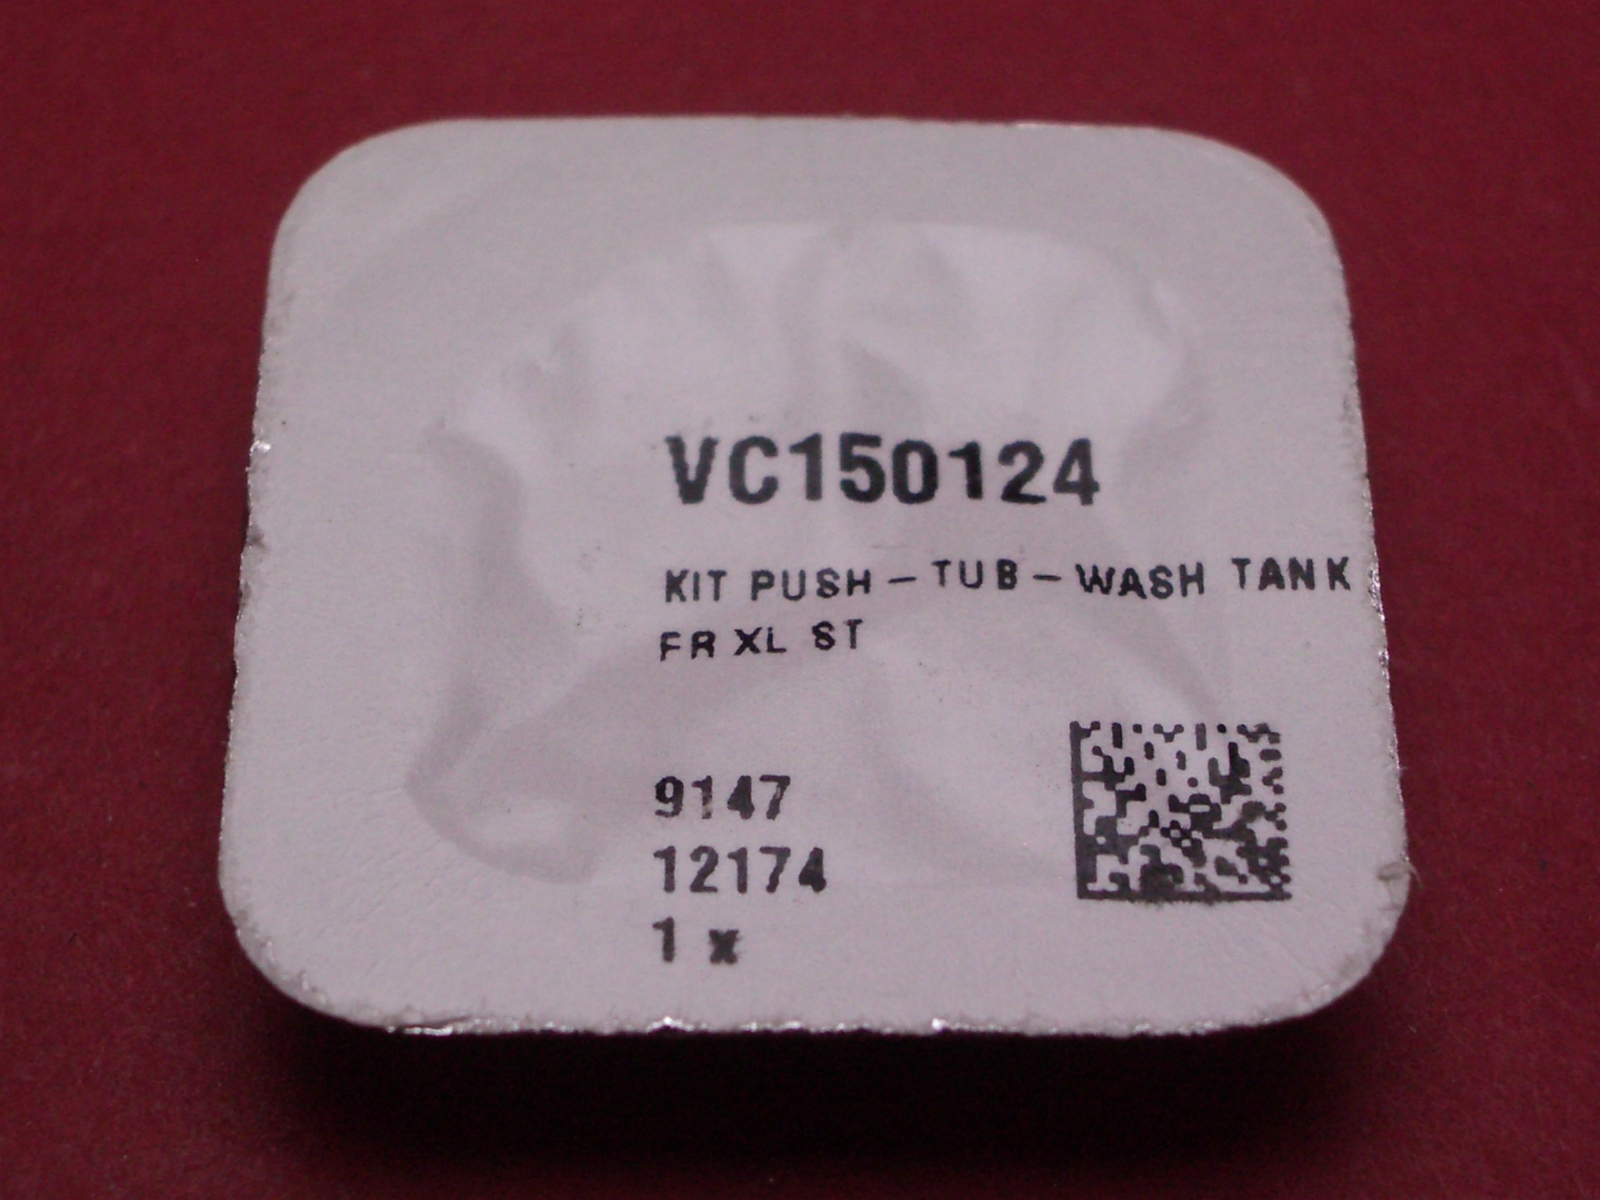 VC150124
KIT PUSH-TUB-WASH TANK
FR XL ST
9147
12174
1 x